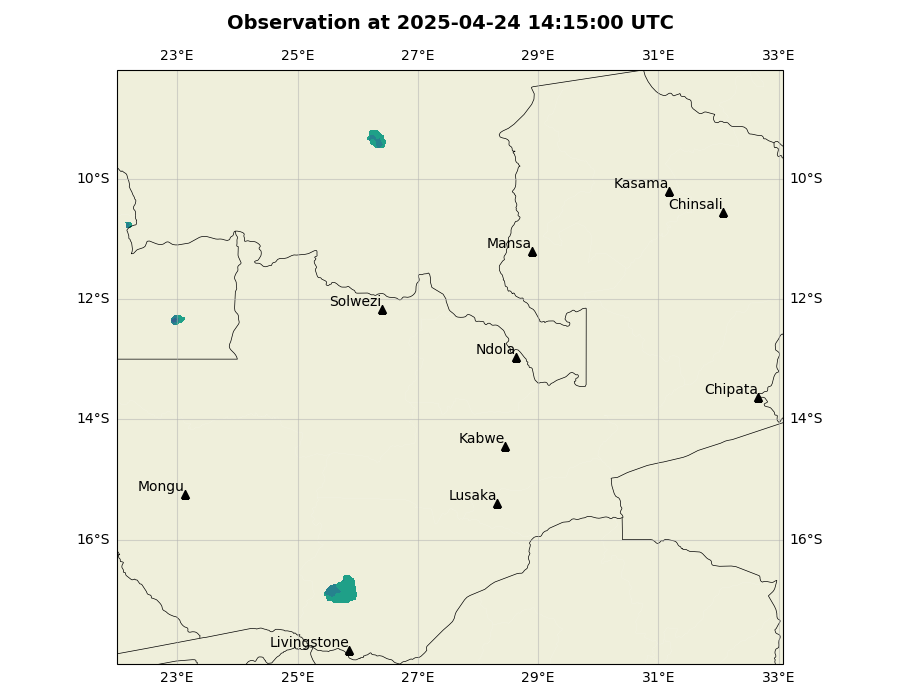 Observation at 2025-04-24 14:15:00 UTC
23°E 25°E 27°E 29°E 31°E 33°E
10°S 10°S
Kasama
Chinsali
Mansa
12°S 12°S
Solwezi
Ndola
Chipata
14°S 14°S
Kabwe
Mongu
Lusaka
16°S 16°S
Livingstone
23°E 25°E 27°E 29°E 31°E 33°E